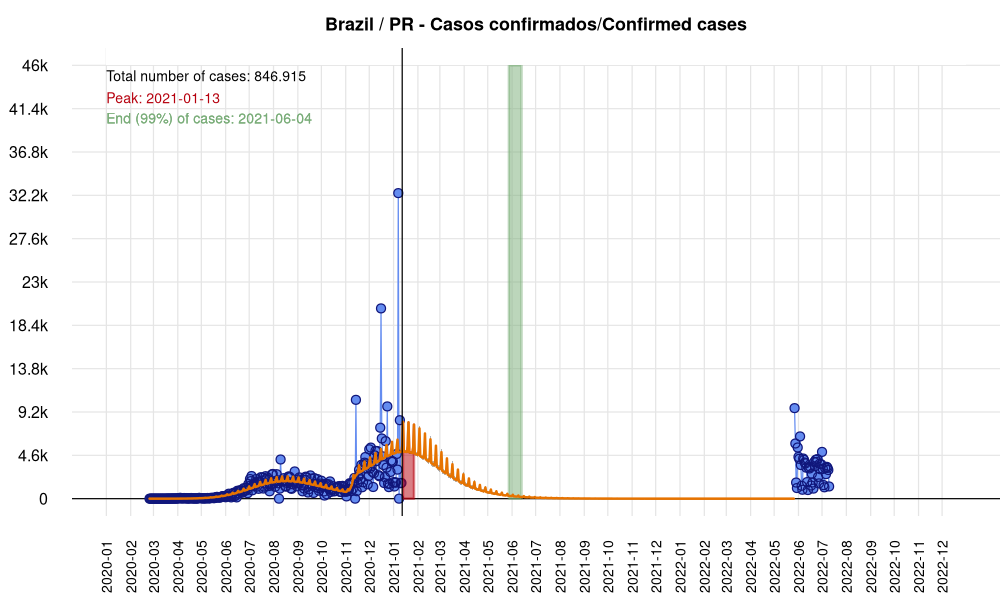 Brazil / PR - Casos confirmados/Confirmed cases
Total number of cases: 846.915
Peak: 2021-01-13
End (99%) of cases: 2021-06-04
46k
41.4k
36.8k
32.2k
27.6k
23k
18.4k
13.8k
9.2k
4.6k
0
2020-01
2020-02
2020-03
2020-04
2020-05
2020-06
2020-07
2020-08
2020-09
2020-10
2020-11
2020-12
2021-01
2021-02
2021-03
2021-04
2021-05
2021-06
2021-07
2021-08
2021-09
2021-10
2021-11
2021-12
2022-01
2022-02
2022-03
2022-04
2022-05
2022-06
2022-07
2022-08
2022-09
2022-10
2022-11
2022-12